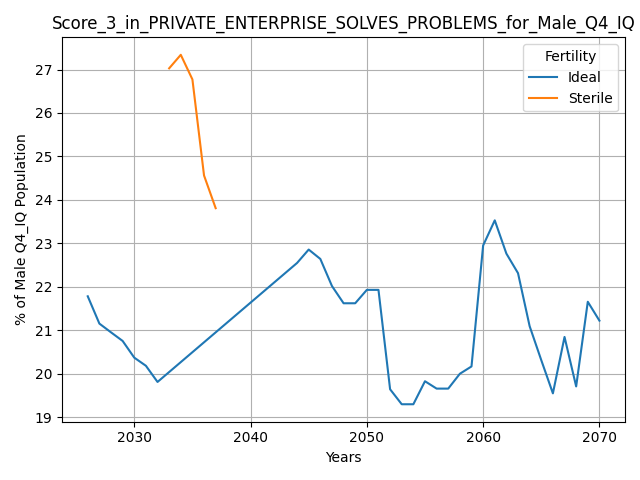 Score_3_in_PRIVATE_ENTERPRISE_SOLVES_PROBLEMS_for_Male_Q4_IQ
Fertility
Ideal
Sterile
% of Male Q4_IQ Population
27
26
25
24
23
22
21
20
19
2030
2040
2050
2060
2070
Years